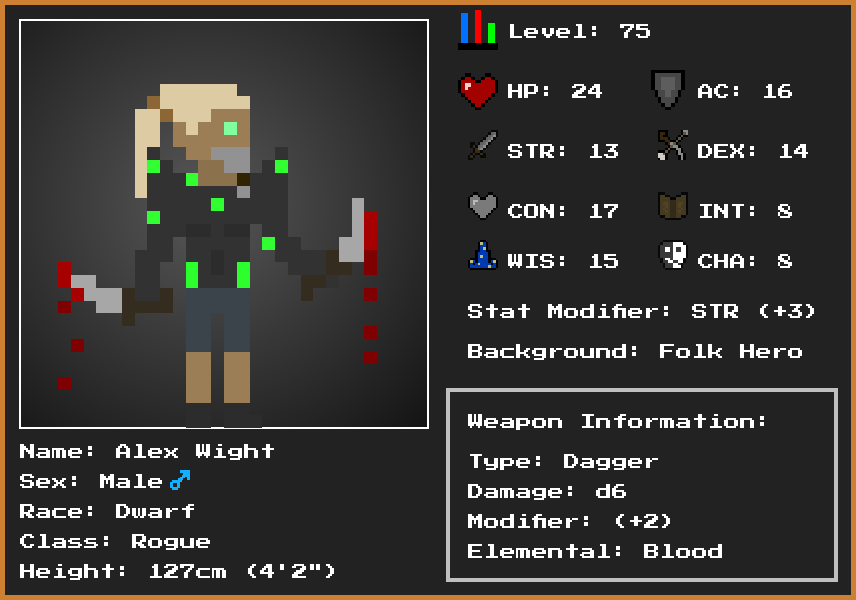 Level: 75
HP: 24
AC: 16
STR: 13
DEX: 14
CON: 17
INT: 8
WIS: 15
CHA: 8
Stat Modifier: STR (+3)
Background: Folk Hero
Weapon Information:
Type: Dagger
Damage: d6
Modifier: (+2)
Elemental: Blood
Name: Alex Wight
Sex: Male♂
Race: Dwarf
Class: Rogue
Height: 127cm (4'2")